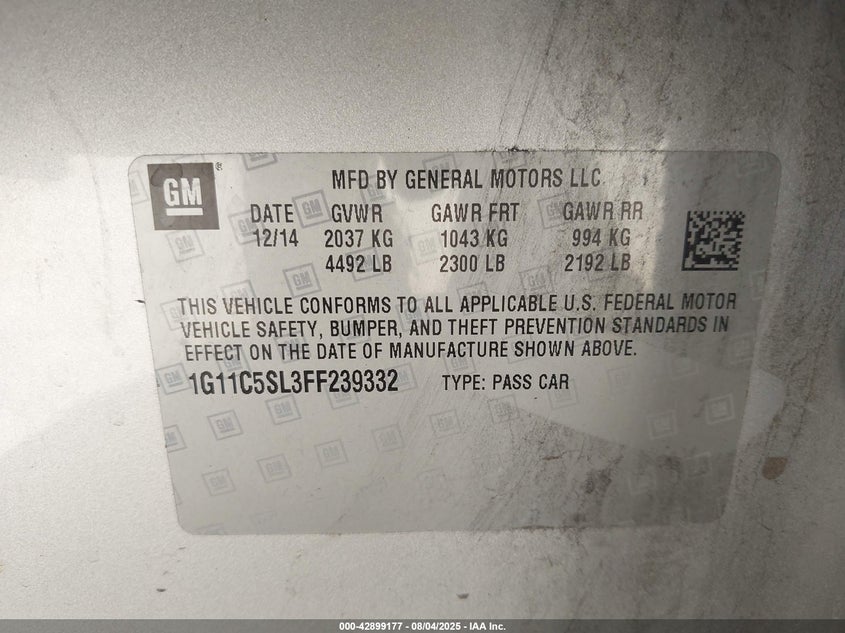 GM®
MFD BY GENERAL MOTORS LLC
DATE GVWR GAWR FRT GAWR RR
12/14 2037 KG 1043 KG 994 KG
4492 LB 2300 LB 2192 LB
THIS VEHICLE CONFORMS TO ALL APPLICABLE U.S. FEDERAL MOTOR
VEHICLE SAFETY, BUMPER, AND THEFT PREVENTION STANDARDS IN
EFFECT ON THE DATE OF MANUFACTURE SHOWN ABOVE.
1G11C5SL3FF239332 TYPE: PASS CAR
000-42899177 - 08/04/2025 - IAA Inc.